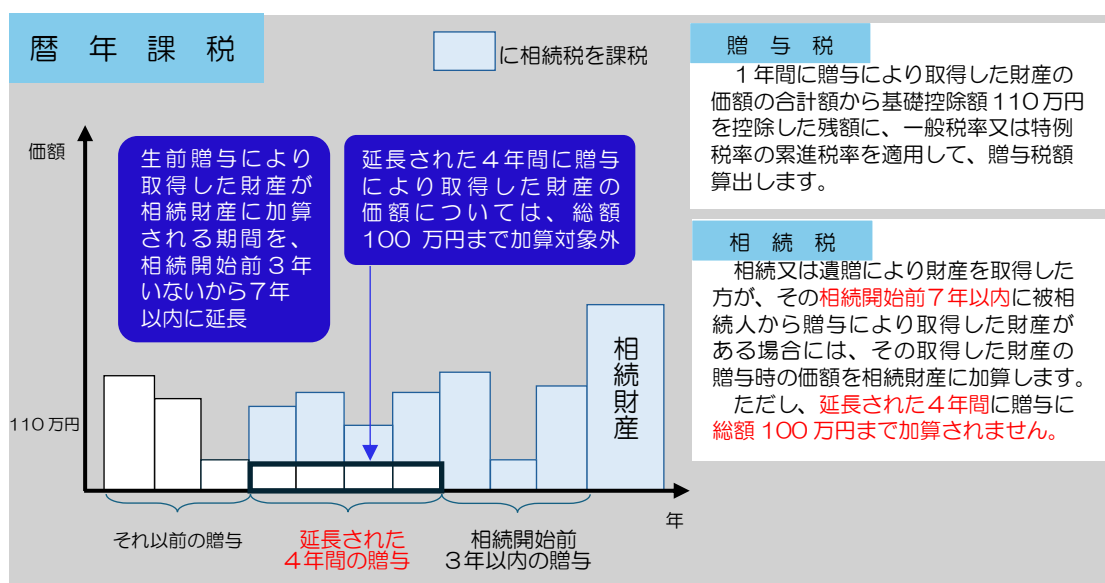 暦年課税
に相続税を課税
価額
110万円
生前贈与により
取得した財産が
相続財産に加算
される期間を、
相続開始前3年
いないから7年
以内に延長
延長された4年間に贈与
により取得した財産の
価額については、総額
100万円まで加算対象外
相続財産
年
それ以前の贈与
延長された
4年間の贈与
相続開始前
3年以内の贈与
贈与税
1年間に贈与により取得した財産の
価額の合計額から基礎控除額110万円
を控除した残額に、一般税率又は特例
税率の累進税率を適用して、贈与税額
算出します。
相続税
相続又は遺贈により財産を取得した
方が、その相続開始前7年以内に被相
続人から贈与により取得した財産が
ある場合には、その取得した財産の
贈与時の価額を相続財産に加算します。
ただし、延長された4年間に贈与に
総額100万円まで加算されません。